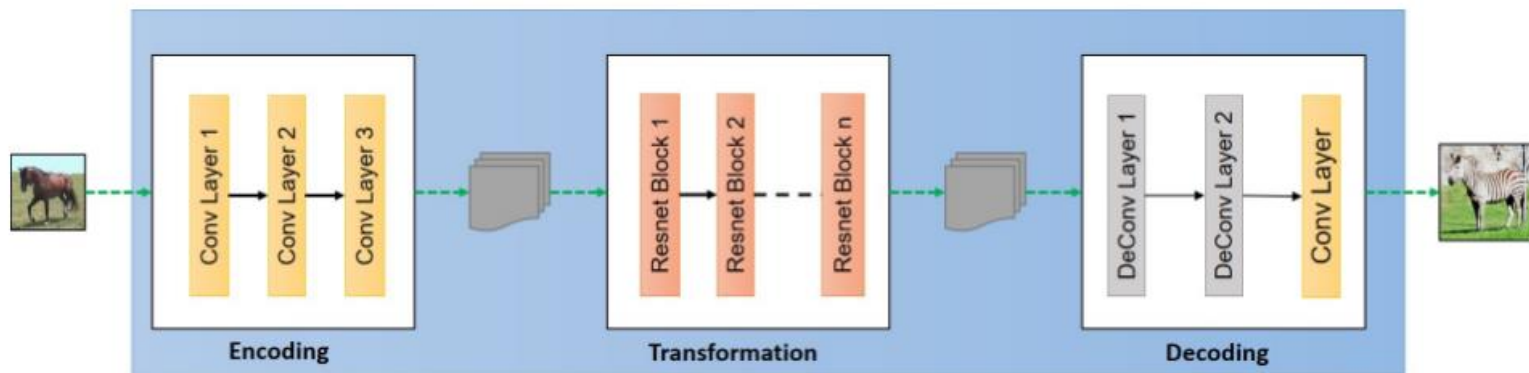 Conv Layer 1
Conv Layer 2
Conv Layer 3
Encoding
Resnet Block 1
Resnet Block 2
Resnet Block n
Transformation
DeConv Layer 1
DeConv Layer 2
Conv Layer
Decoding